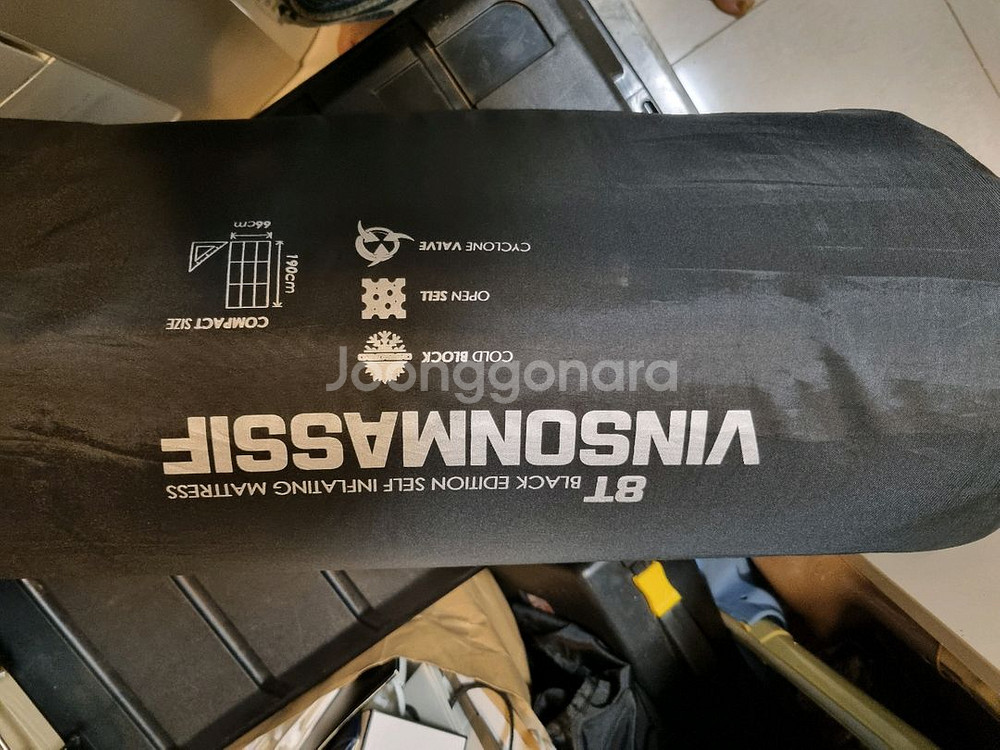 8T BLACK EDITION SELF INFLATING MATTRESS
VINSONMASSIF
COLD BLOCK
OPEN SELL
CYCLONE VALVE
COMPACT SIZE
190cm
66cm
Joonggonara